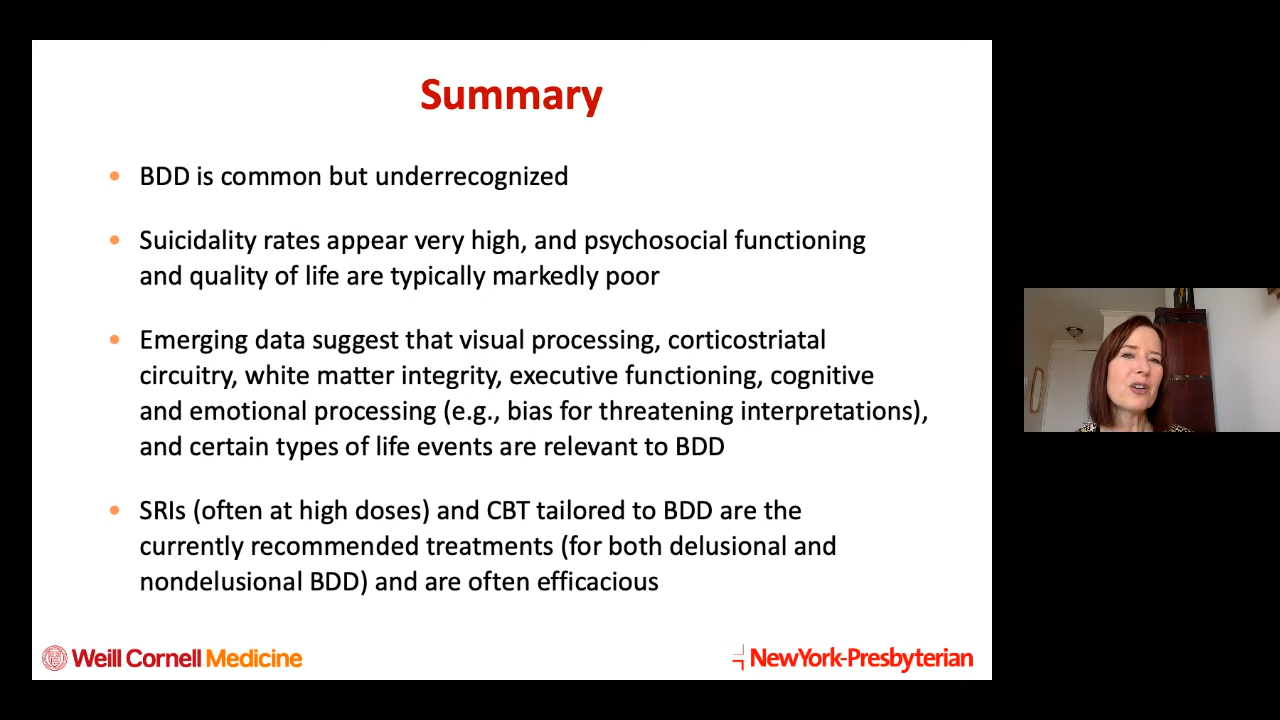 Summary
• BDD is common but underrecognized
• Suicidality rates appear very high, and psychosocial functioning
and quality of life are typically markedly poor
• Emerging data suggest that visual processing, corticostriatal
circuitry, white matter integrity, executive functioning, cognitive
and emotional processing (e.g., bias for threatening interpretations),
and certain types of life events are relevant to BDD
• SRIs (often at high doses) and CBT tailored to BDD are the
currently recommended treatments (for both delusional and
nondelusional BDD) and are often efficacious
Weill Cornell Medicine
NewYork-Presbyterian